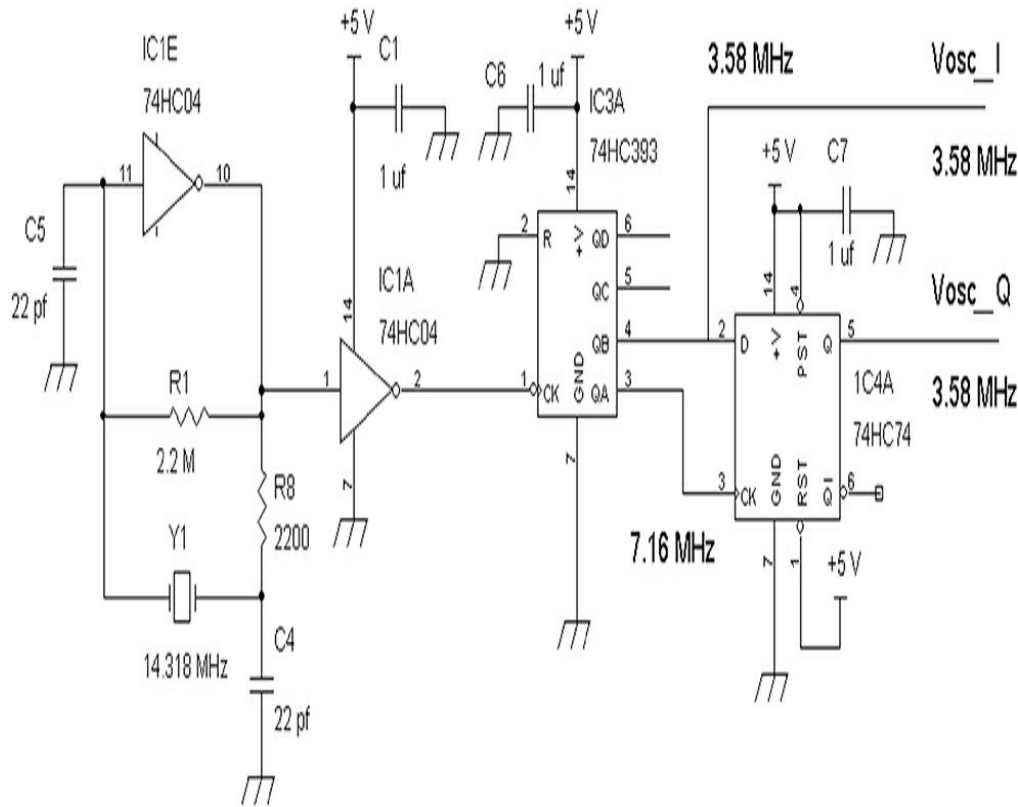 +5 V
C1
IC1E
74HC04
11
10
C5
22 pf
1 uf
14
IC1A
74HC04
1
2
7
R1
2.2 M
R8
2200
Y1
14.318 MHz
C4
22 pf
+5 V
C6
1 uf
IC3A
74HC393
14
2
R
+V
QD
6
QC
5
QB
4
GND
CK
QA
3
1
7
3.58 MHz
Vosc_I
3.58 MHz
+5 V
C7
1 uf
14
4
Vosc_Q
2
D
+V
PST
Q
5
1C4A
74HC74
3.58 MHz
3
CK
GND
RST
QI
6
7.16 MHz
7
1
+5 V